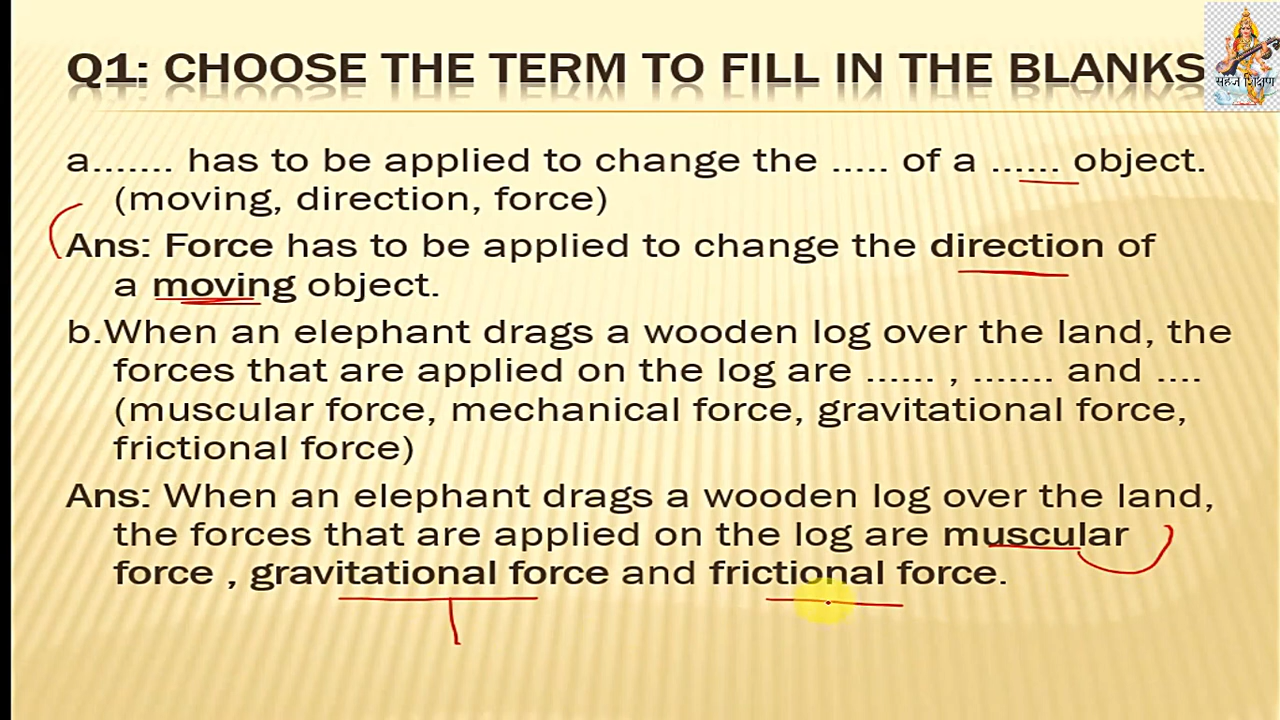 Q1: CHOOSE THE TERM TO FILL IN THE BLANKS
सहज शिक्षण
a....... has to be applied to change the ..... of a ...... object.
(moving, direction, force)
Ans: Force has to be applied to change the direction of
a moving object.
b.When an elephant drags a wooden log over the land, the
forces that are applied on the log are ...... , ....... and ....
(muscular force, mechanical force, gravitational force,
frictional force)
Ans: When an elephant drags a wooden log over the land,
the forces that are applied on the log are muscular
force , gravitational force and frictional force.